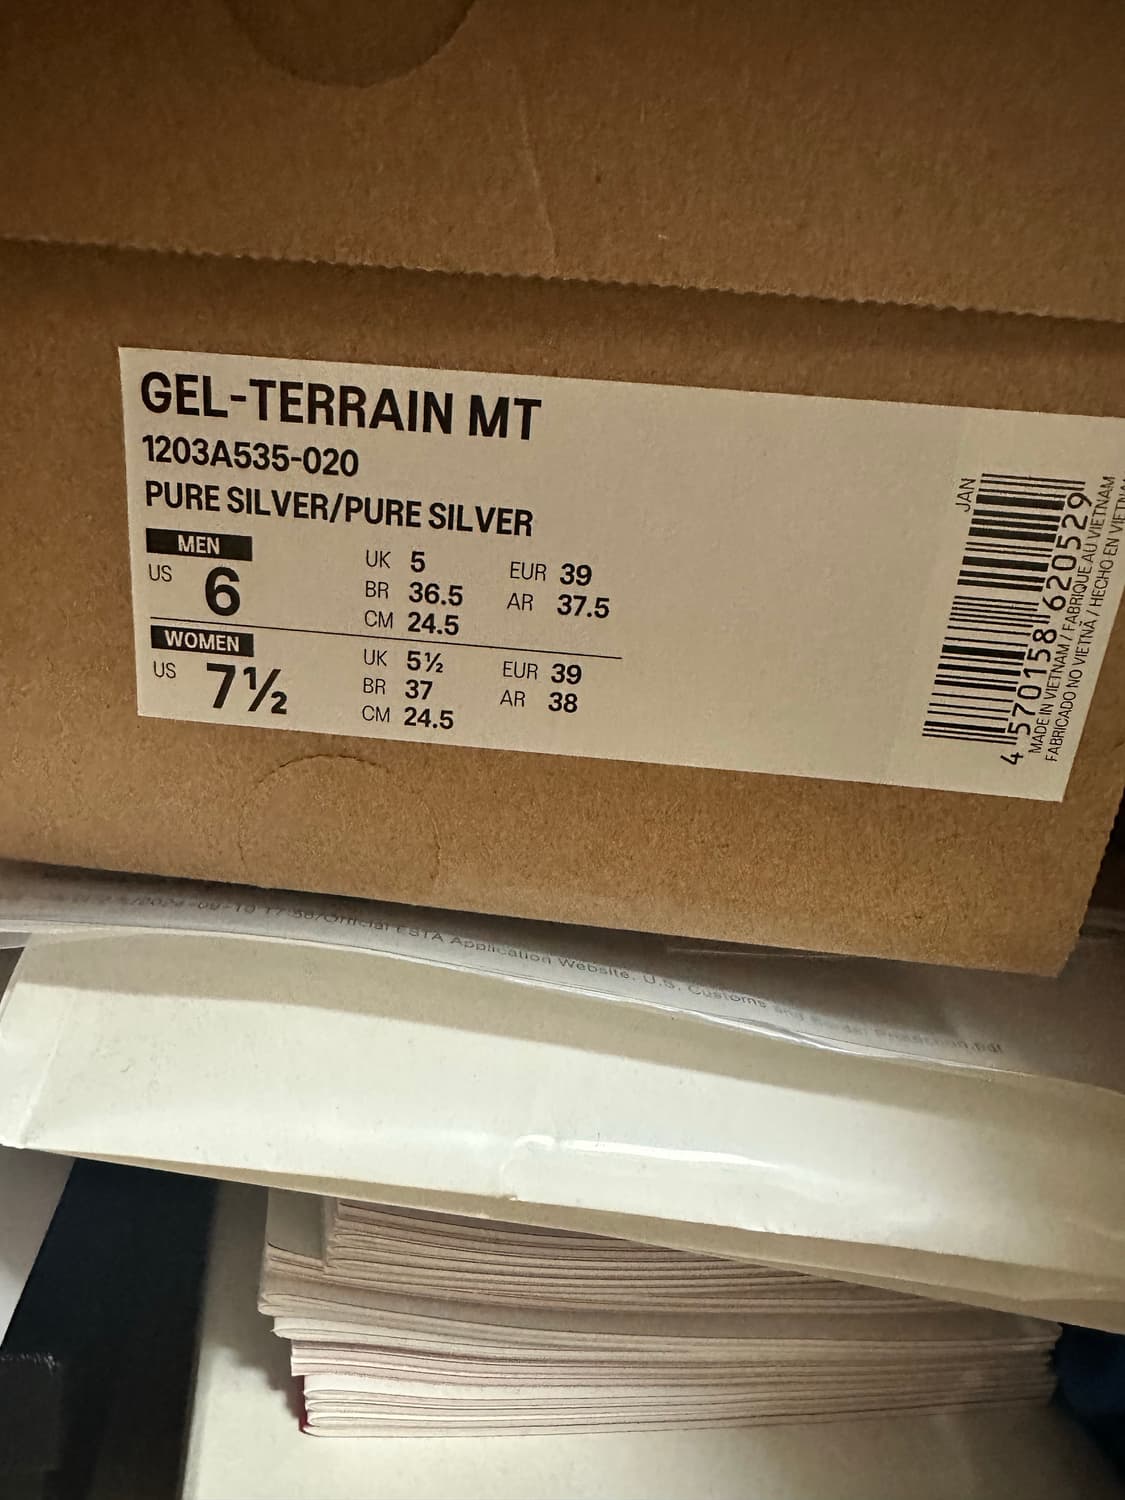 GEL-TERRAIN MT
1203A535-020
PURE SILVER/PURE SILVER
MEN
US 6
UK 5 EUR 39
BR 36.5 AR 37.5
CM 24.5
WOMEN
US 7½
UK 5½ EUR 39
BR 37 AR 38
CM 24.5
JAN
4 570158 620529
MADE IN VIETNAM / FABRIQUE AU VIETNAM
FABRICADO NO VIETNÃ / HECHO EN VIETNAM
Official ESTA Application Website, U.S. Customs and